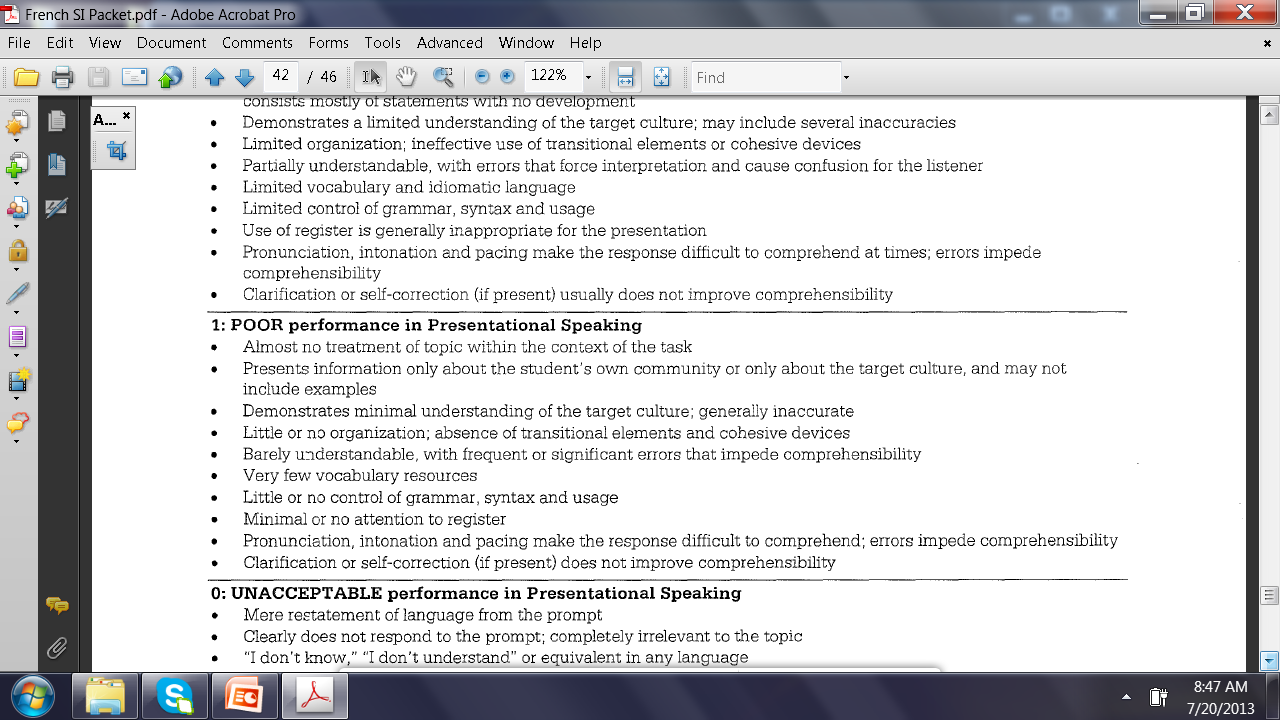 French SI Packet.pdf - Adobe Acrobat Pro
File Edit View Document Comments Forms Tools Advanced Window Help
42 / 46 122% Find
A...
consists mostly of statements with no development
• Demonstrates a limited understanding of the target culture; may include several inaccuracies
• Limited organization; ineffective use of transitional elements or cohesive devices
• Partially understandable, with errors that force interpretation and cause confusion for the listener
• Limited vocabulary and idiomatic language
• Limited control of grammar, syntax and usage
• Use of register is generally inappropriate for the presentation
• Pronunciation, intonation and pacing make the response difficult to comprehend at times; errors impede
comprehensibility
• Clarification or self-correction (if present) usually does not improve comprehensibility
1: POOR performance in Presentational Speaking
• Almost no treatment of topic within the context of the task
• Presents information only about the student's own community or only about the target culture, and may not
include examples
• Demonstrates minimal understanding of the target culture; generally inaccurate
• Little or no organization; absence of transitional elements and cohesive devices
• Barely understandable, with frequent or significant errors that impede comprehensibility
• Very few vocabulary resources
• Little or no control of grammar, syntax and usage
• Minimal or no attention to register
• Pronunciation, intonation and pacing make the response difficult to comprehend; errors impede comprehensibility
• Clarification or self-correction (if present) does not improve comprehensibility
0: UNACCEPTABLE performance in Presentational Speaking
• Mere restatement of language from the prompt
• Clearly does not respond to the prompt; completely irrelevant to the topic
• "I don't know," "I don't understand" or equivalent in any language
8:47 AM
7/20/2013